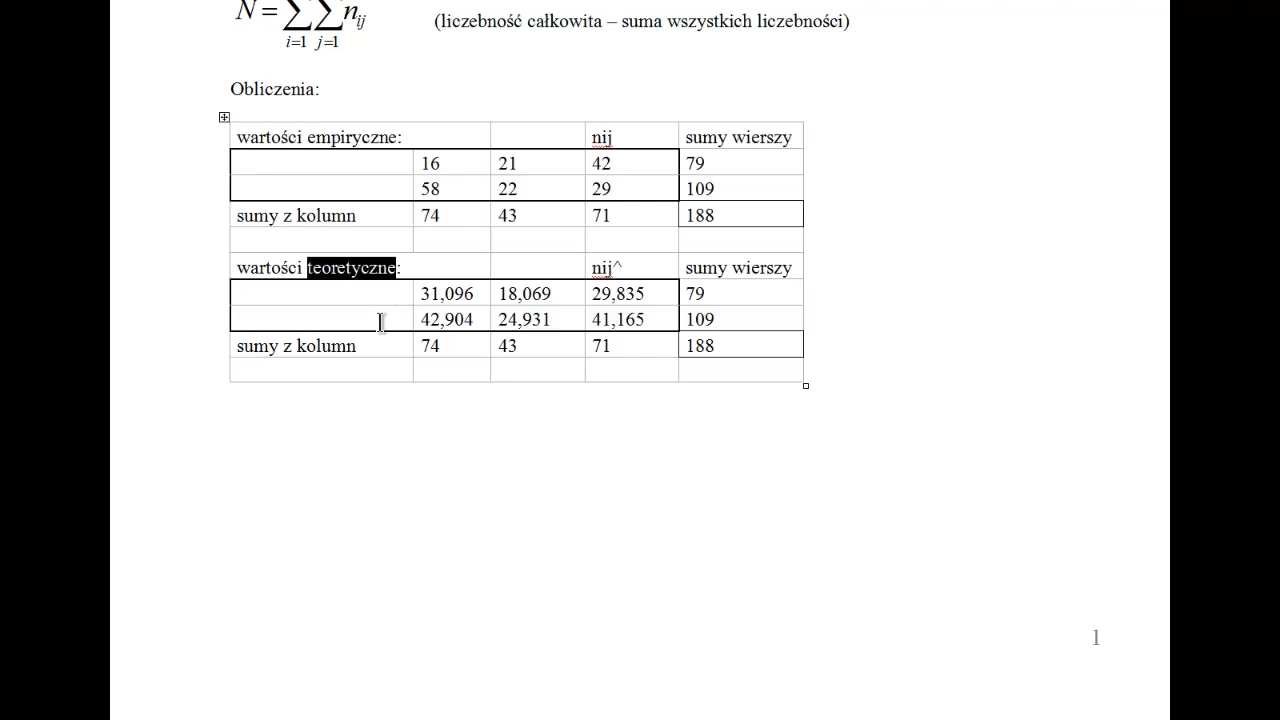 N = ∑ ∑ nij (liczebność całkowita – suma wszystkich liczebności)
i=1 j=1
Obliczenia:
wartości empiryczne: nij sumy wierszy
16 21 42 79
58 22 29 109
sumy z kolumn 74 43 71 188
wartości teoretyczne: nij^ sumy wierszy
31,096 18,069 29,835 79
42,904 24,931 41,165 109
sumy z kolumn 74 43 71 188
1